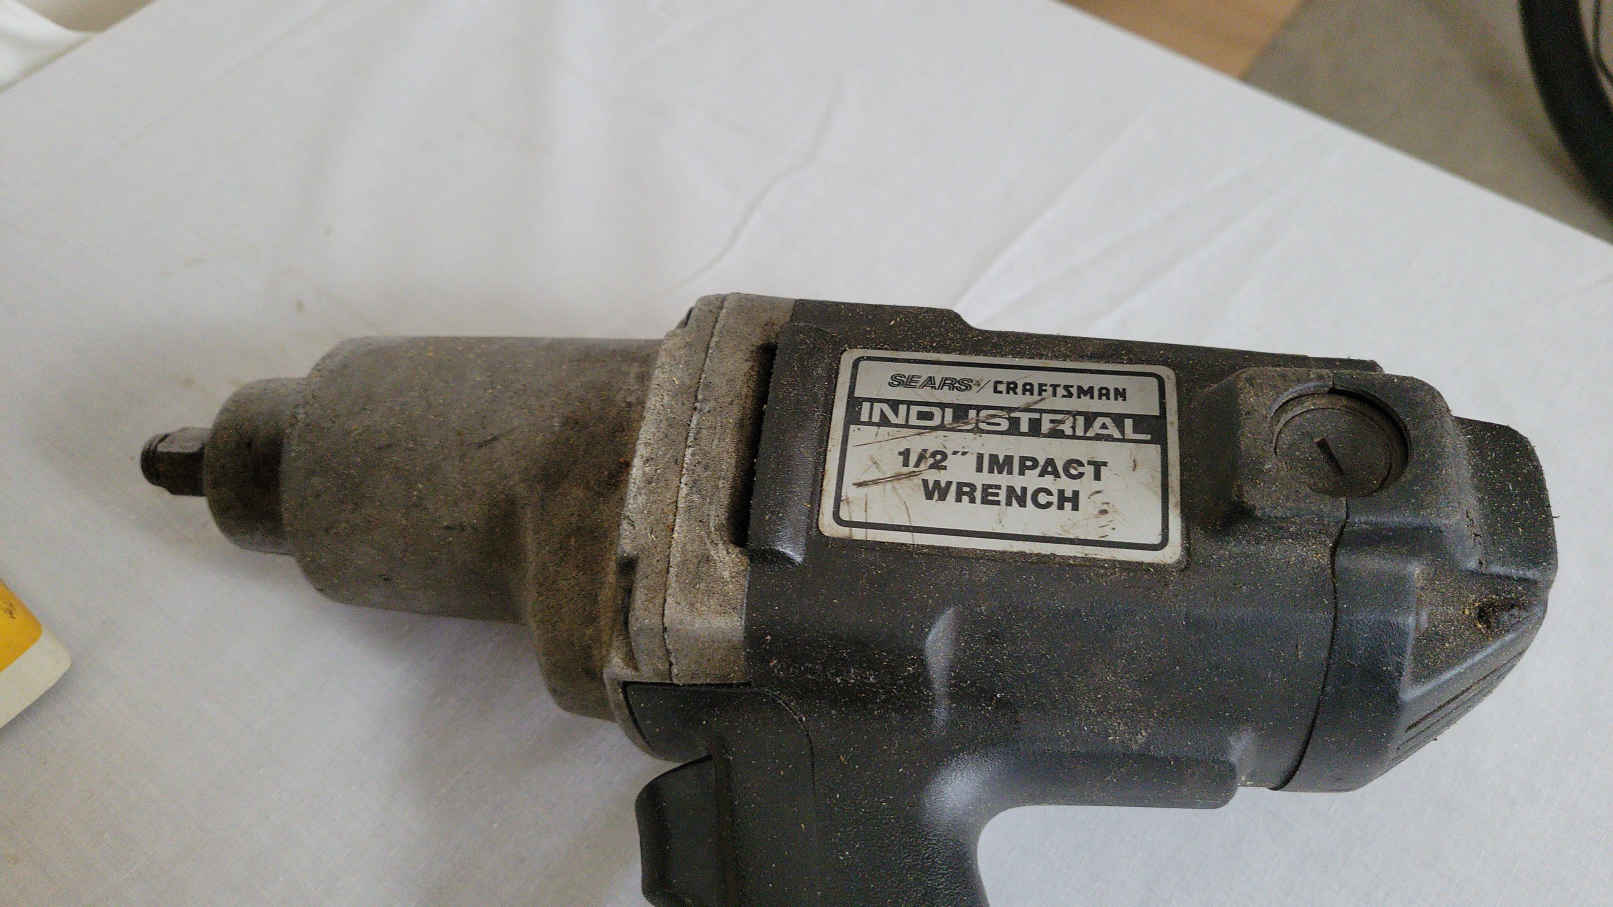 SEARS/CRAFTSMAN
INDUSTRIAL
1/2" IMPACT
WRENCH